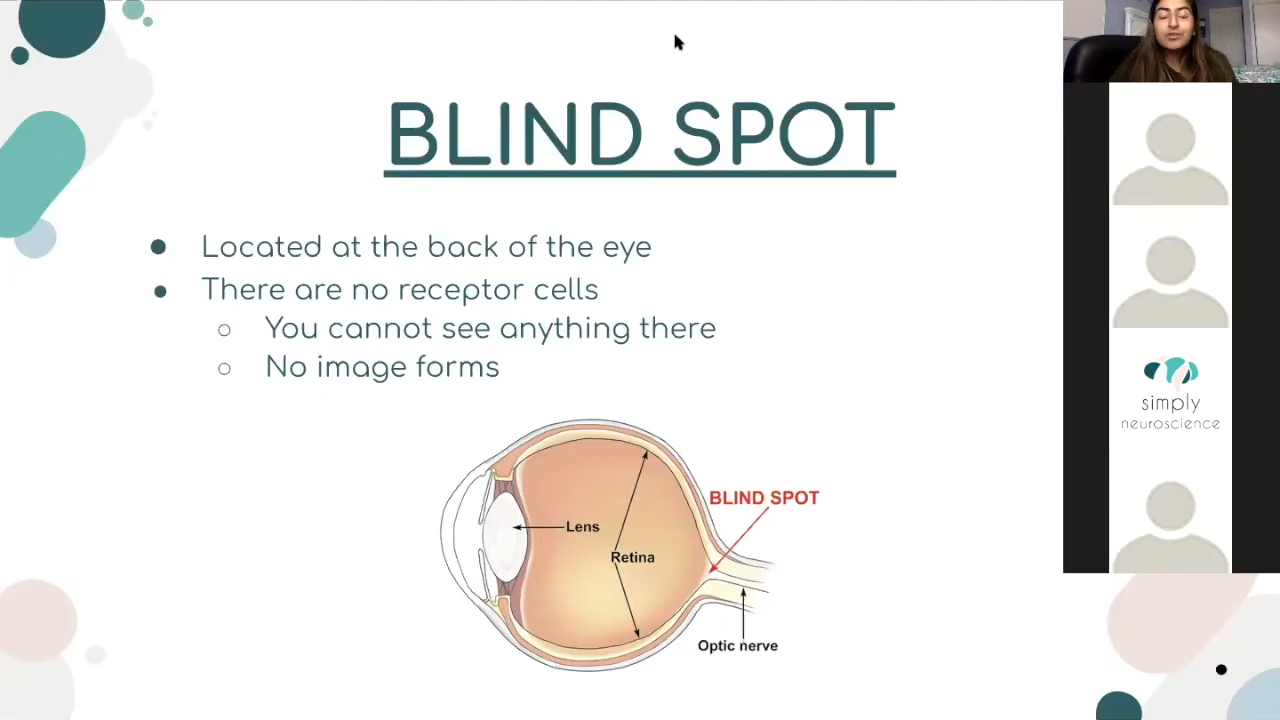 BLIND SPOT
Located at the back of the eye
There are no receptor cells
You cannot see anything there
No image forms
BLIND SPOT
Lens
Retina
Optic nerve
simply
neuroscience